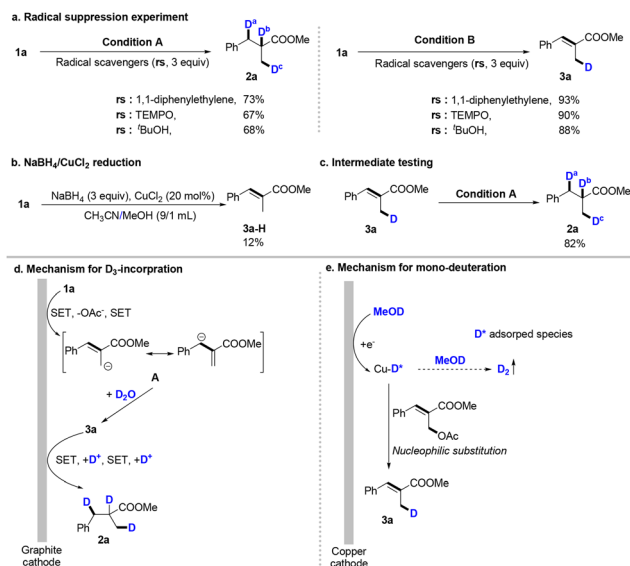 a. Radical suppression experiment
1a
Condition A
Radical scavengers (rs, 3 equiv)
Dᵃ
Dᵇ
COOMe
Ph
Dᶜ
2a
rs : 1,1-diphenylethylene, 73%
rs : TEMPO, 67%
rs : ᵗBuOH, 68%
1a
Condition B
Radical scavengers (rs, 3 equiv)
Ph
COOMe
D
3a
rs : 1,1-diphenylethylene, 93%
rs : TEMPO, 90%
rs : ᵗBuOH, 88%
b. NaBH₄/CuCl₂ reduction
1a
NaBH₄ (3 equiv), CuCl₂ (20 mol%)
CH₃CN/MeOH (9/1 mL)
Ph
COOMe
3a-H
12%
c. Intermediate testing
Ph
COOMe
D
3a
Condition A
Dᵃ
Dᵇ
COOMe
Ph
Dᶜ
2a
82%
d. Mechanism for D₃-incorpration
1a
SET, -OAc⁻, SET
Ph
COOMe
⊖
Ph
⊖
COOMe
A
+ D₂O
3a
SET, +D⁺, SET, +D⁺
D
D
COOMe
Ph
D
2a
Graphite
cathode
e. Mechanism for mono-deuteration
MeOD
+e⁻
D* adsorped species
Cu-D*
MeOD
D₂
Ph
COOMe
OAc
Nucleophilic substitution
Ph
COOMe
D
3a
Copper
cathode